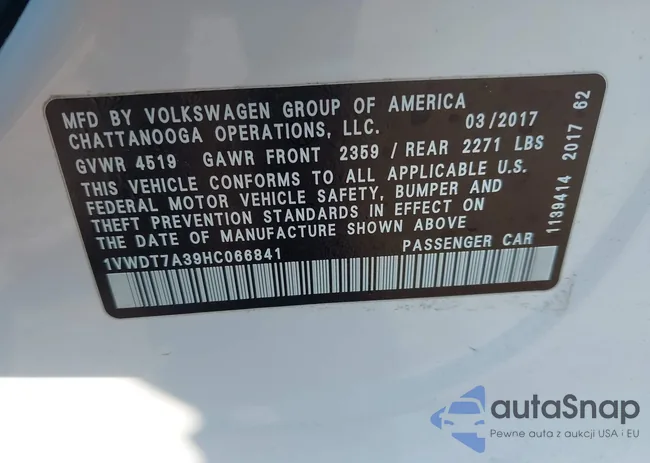 MFD BY VOLKSWAGEN GROUP OF AMERICA
CHATTANOOGA OPERATIONS, LLC. 03/2017
GVWR 4519 GAWR FRONT 2359 / REAR 2271 LBS
THIS VEHICLE CONFORMS TO ALL APPLICABLE U.S.
FEDERAL MOTOR VEHICLE SAFETY, BUMPER AND
THEFT PREVENTION STANDARDS IN EFFECT ON
THE DATE OF MANUFACTURE SHOWN ABOVE
1VWDT7A39HC066841 PASSENGER CAR
1139414 2017 62
autaSnap
Pewne auta z aukcji USA i EU